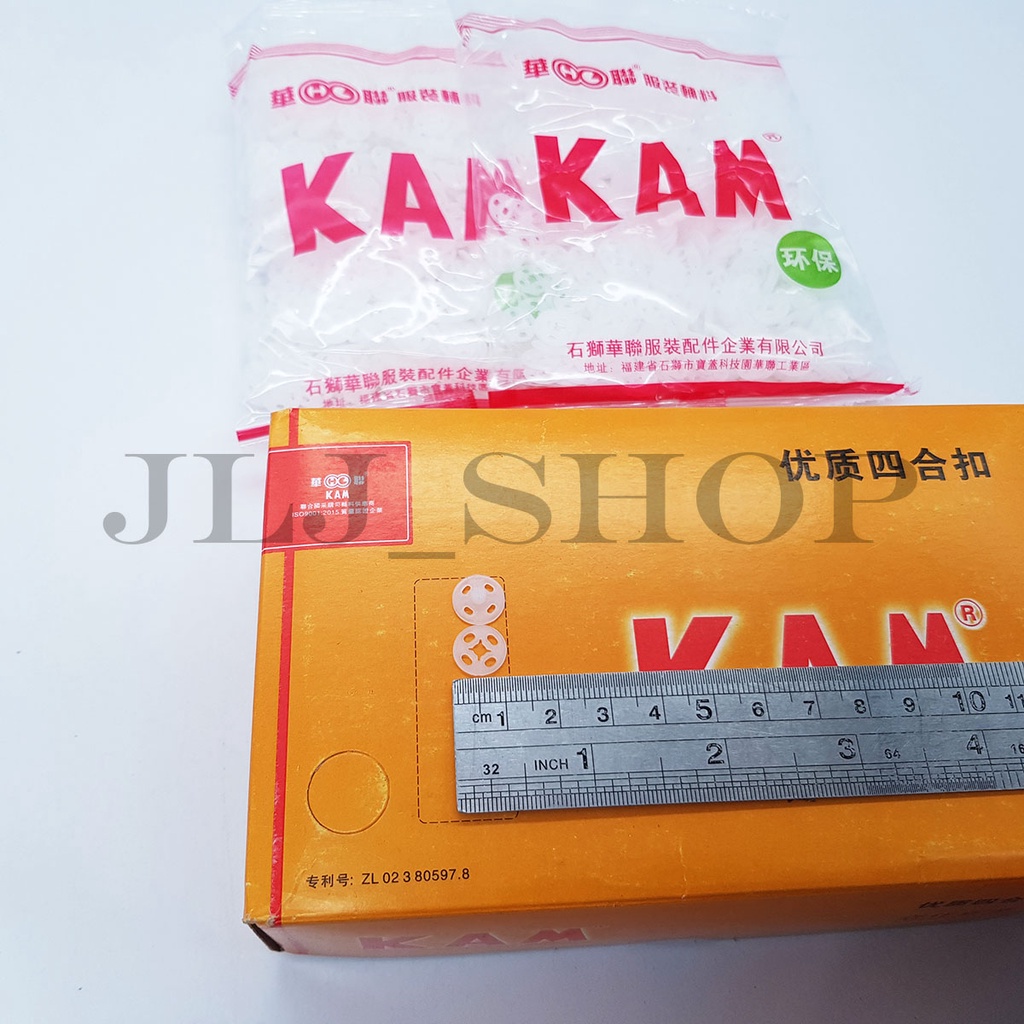 華 HL 聯® 服裝輔料
KAM
石獅華聯服裝配件企業有限
華 HL 聯® 服裝輔料
KAM®
环保
石獅華聯服裝配件企業有限公司
地址：福建省石獅市寶蓋科技園華聯工業區
JLJ_SHOP
优质四合扣
華 HL 聯
KAM
ISO9001:2015
KAM®
cm 1 2 3 4 5 6 7 8 9 10 11
32 INCH 1 2 3 64 4 16
专利号: ZL 02 3 80597.8
KAM